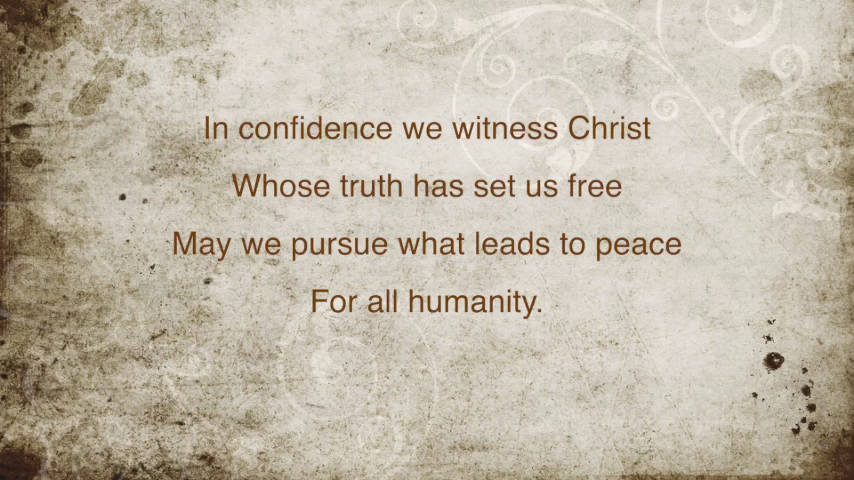 In confidence we witness Christ
Whose truth has set us free
May we pursue what leads to peace
For all humanity.